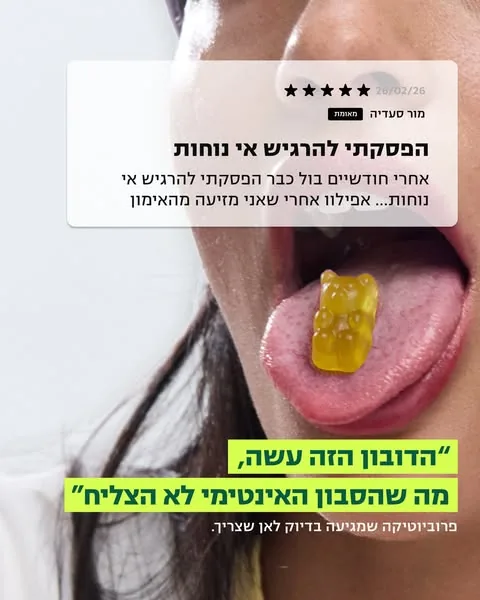 ★★★★★ 26/02/26
מור סעדיה מאומת
הפסקתי להרגיש אי נוחות
אחרי חודשיים בול כבר הפסקתי להרגיש אי
נוחות... אפילוו אחרי שאני מזיעה מהאימון
“הדובון הזה עשה,
מה שהסבון האינטימי לא הצליח”
פרוביוטיקה שמגיעה בדיוק לאן שצריך.